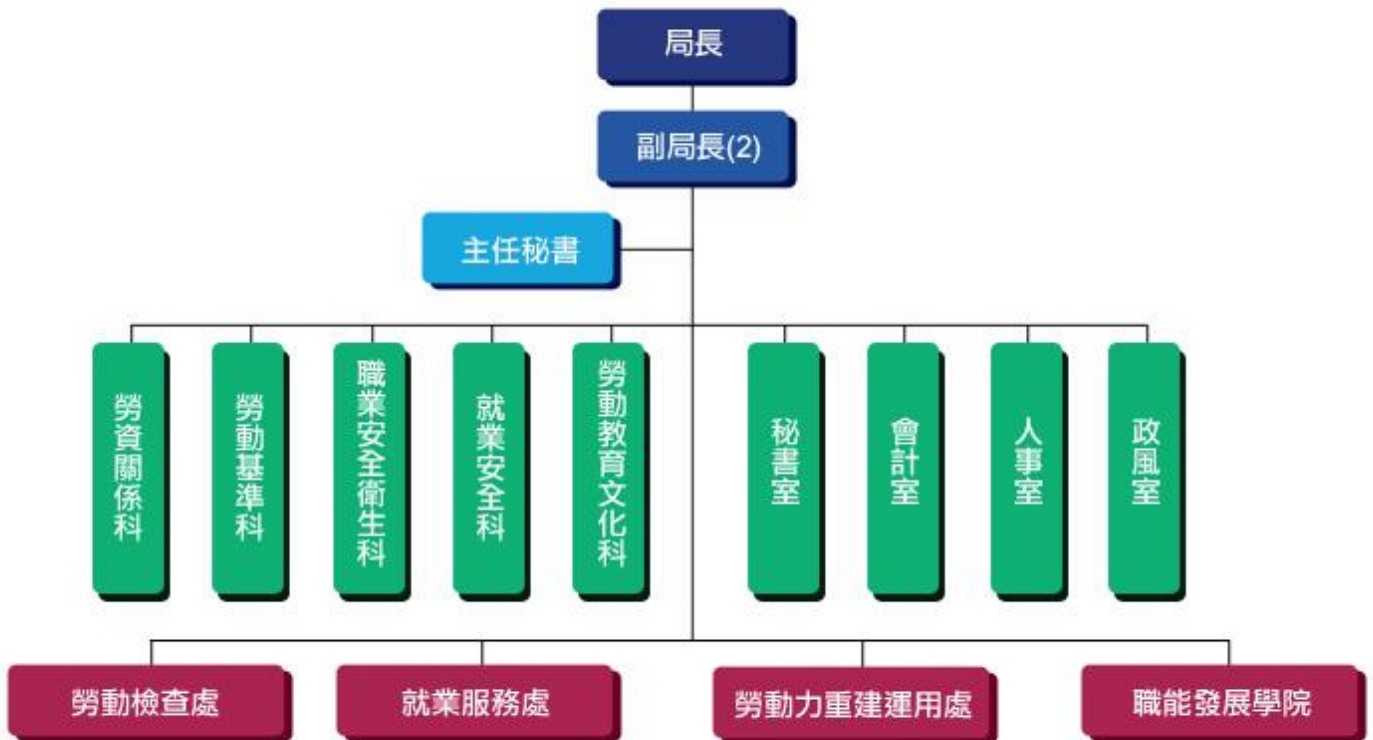 局長
副局長(2)
主任秘書
勞資關係科
勞動基準科
職業安全衛生科
就業安全科
勞動教育文化科
秘書室
會計室
人事室
政風室
勞動檢查處
就業服務處
勞動力重建運用處
職能發展學院